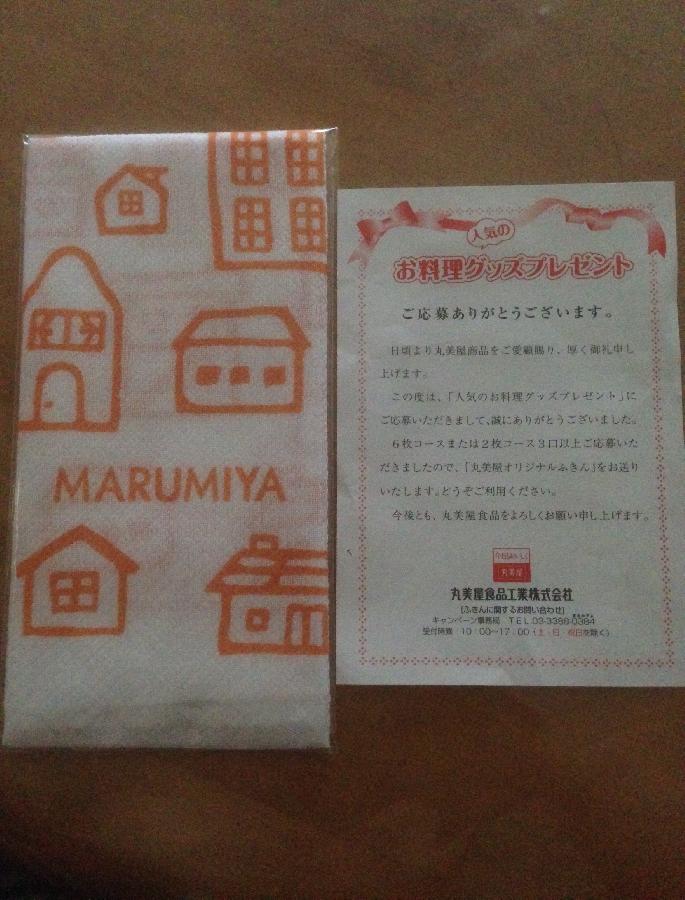 MARUMIYA
人気の
お料理グッズプレゼント
ご応募ありがとうございます。
日頃より丸美屋商品をご愛顧賜り、厚く御礼申し
上げます。
この度は、「人気のお料理グッズプレゼント」に
ご応募いただきまして、誠にありがとうございました。
6枚コースまたは2枚コース3口以上ご応募いた
だきましたので、「丸美屋オリジナルふきん」をお送り
いたします。どうぞご利用ください。
今後とも、丸美屋食品をよろしくお願い申し上げます。
丸美屋
丸美屋食品工業株式会社
[ふきんに関するお問い合わせ]
キャンペーン事務局 TEL 03-3388-0384
受付時間:10:00~17:00(土・日・祝日を除く)